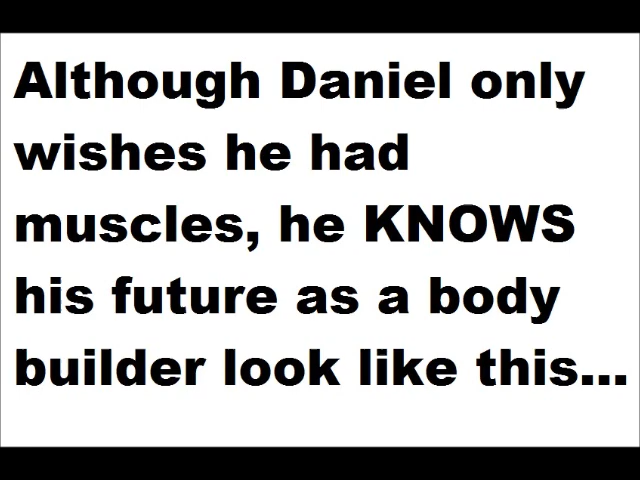 Although Daniel only
wishes he had
muscles, he KNOWS
his future as a body
builder look like this...